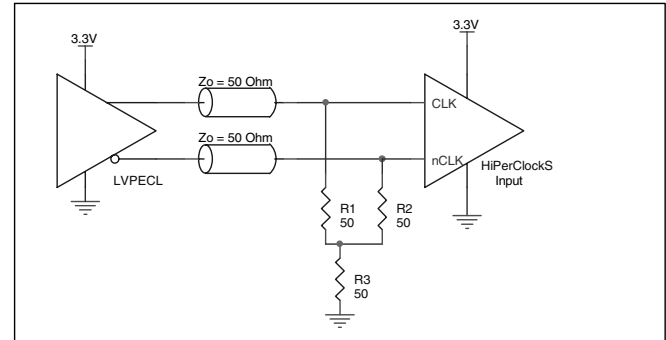 3.3V
3.3V
Zo = 50 Ohm
CLK
Zo = 50 Ohm
nCLK
HiPerClockS
Input
LVPECL
R1
50
R2
50
R3
50